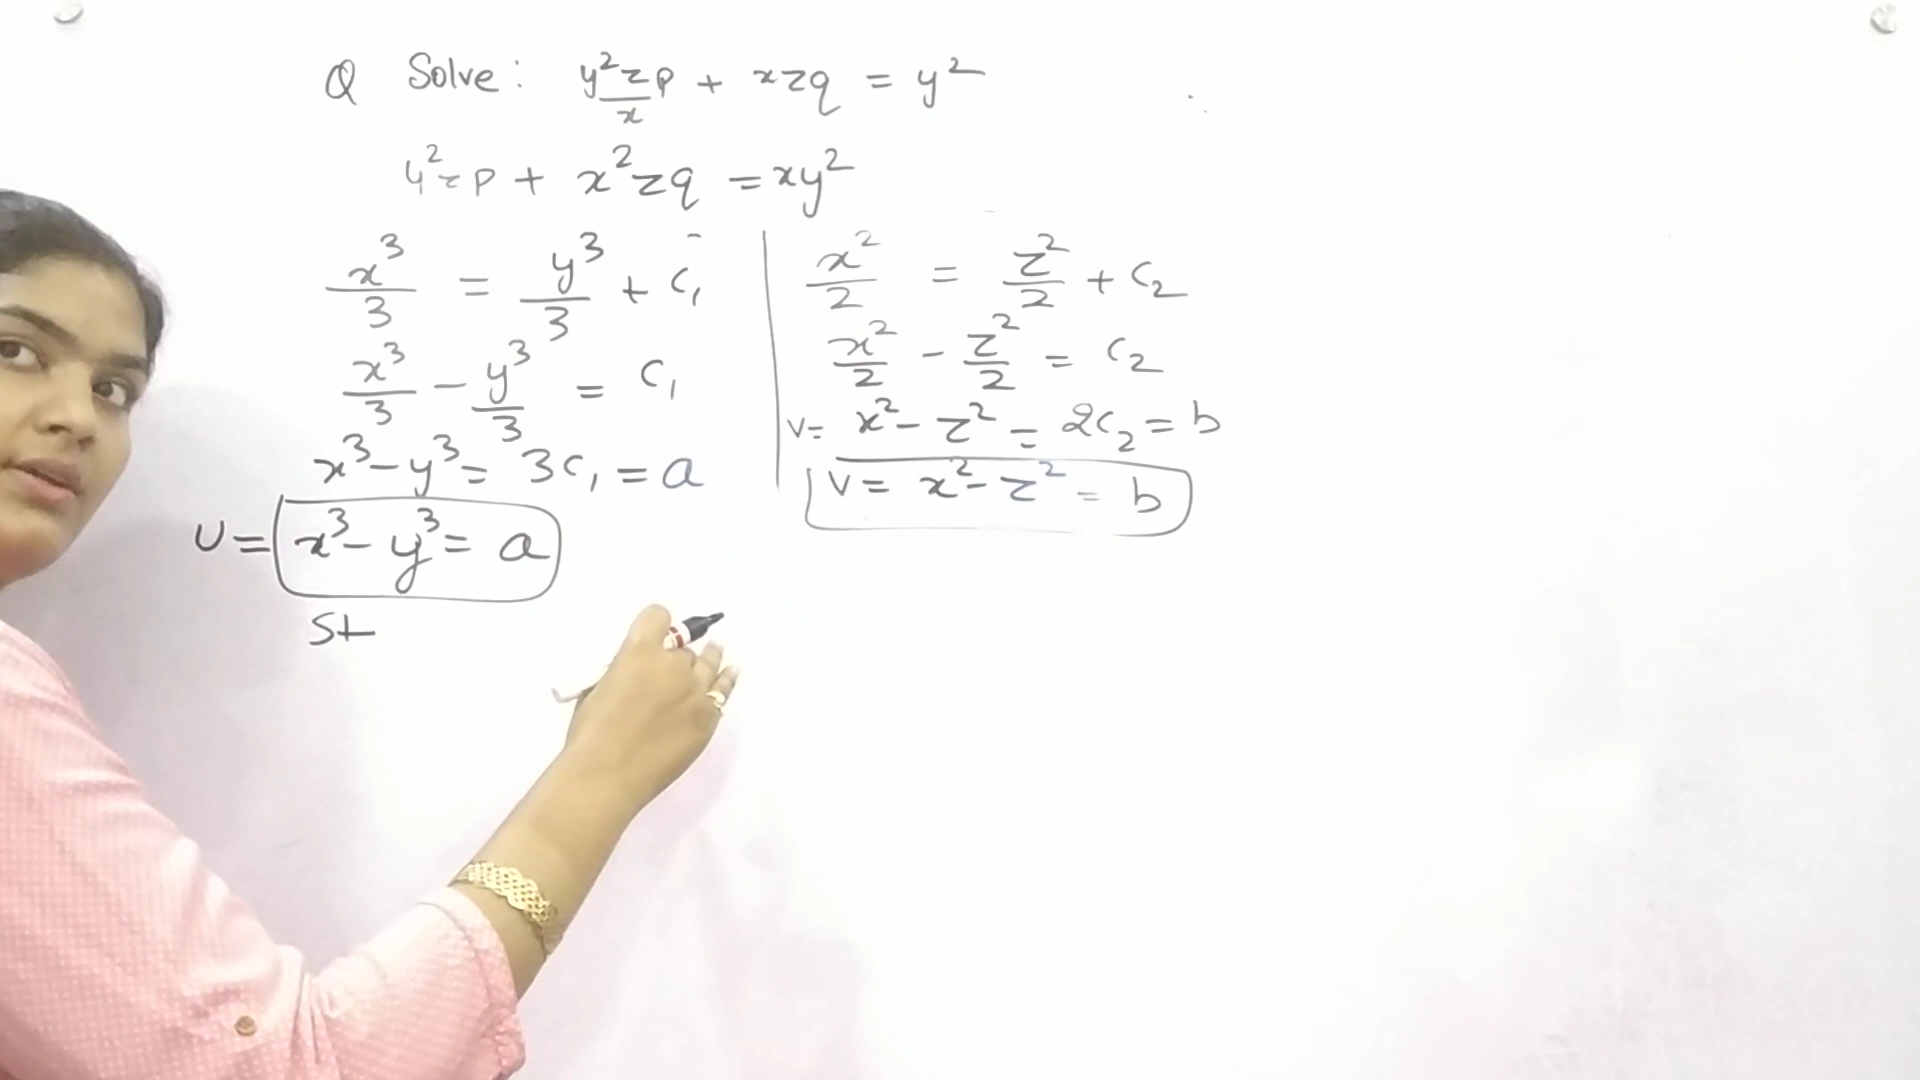 Q Solve: y²zp/x + xzq = y²
y²zp + x²zq = xy²
x³/3 = y³/3 + c₁
x³/3 - y³/3 = c₁
x³ - y³ = 3c₁ = a
u = x³ - y³ = a
St
x²/2 = z²/2 + c₂
x²/2 - z²/2 = c₂
v = x² - z² = 2c₂ = b
v = x² - z² = b